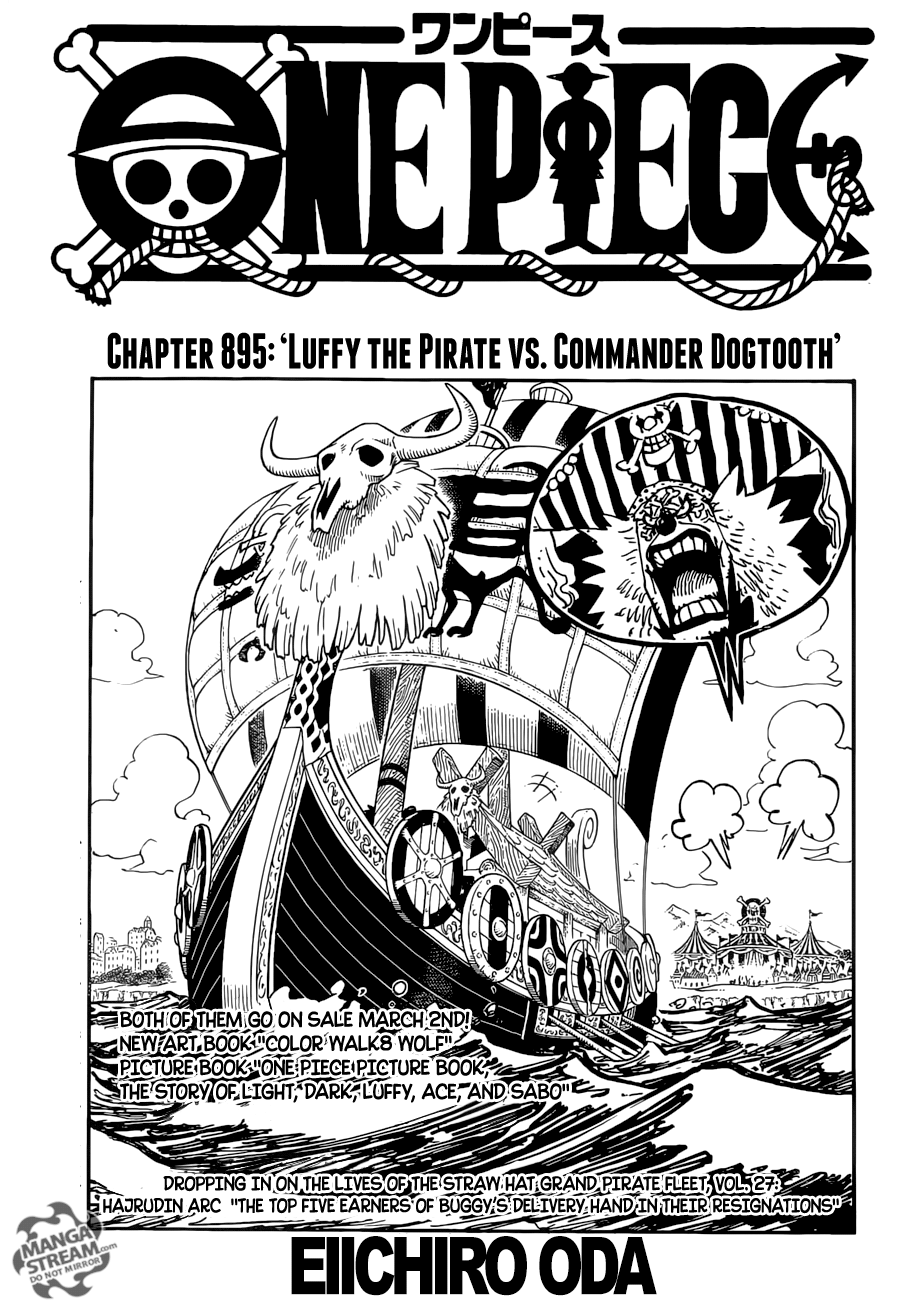 ワンピース
ONE PIECE
CHAPTER 895: ‘LUFFY THE PIRATE VS. COMMANDER DOGTOOTH’
BOTH OF THEM GO ON SALE MARCH 2ND!
NEW ART BOOK "COLOR WALK8 WOLF"
PICTURE BOOK "ONE PIECE PICTURE BOOK,
THE STORY OF LIGHT, DARK, LUFFY, ACE, AND SABO"
DROPPING IN ON THE LIVES OF THE STRAW HAT GRAND PIRATE FLEET, VOL. 27:
HAJRUDIN ARC "THE TOP FIVE EARNERS OF BUGGY'S DELIVERY HAND IN THEIR RESIGNATIONS"
MANGA
STREAM.com
DO NOT MIRROR
EIICHIRO ODA